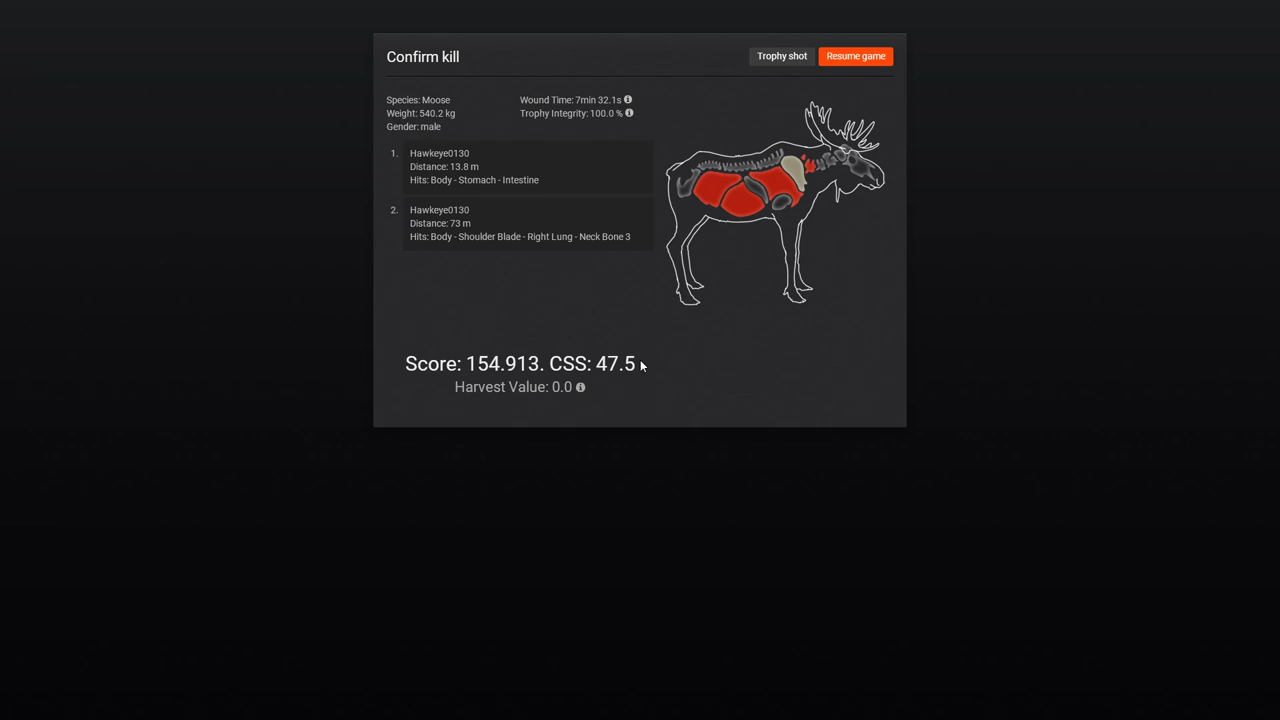 Confirm kill
Trophy shot
Resume game
Species: Moose
Weight: 540.2 kg
Gender: male
Wound Time: 7min 32.1s
Trophy Integrity: 100.0 %
1. Hawkeye0130
Distance: 13.8 m
Hits: Body - Stomach - Intestine
2. Hawkeye0130
Distance: 73 m
Hits: Body - Shoulder Blade - Right Lung - Neck Bone 3
Score: 154.913. CSS: 47.5
Harvest Value: 0.0